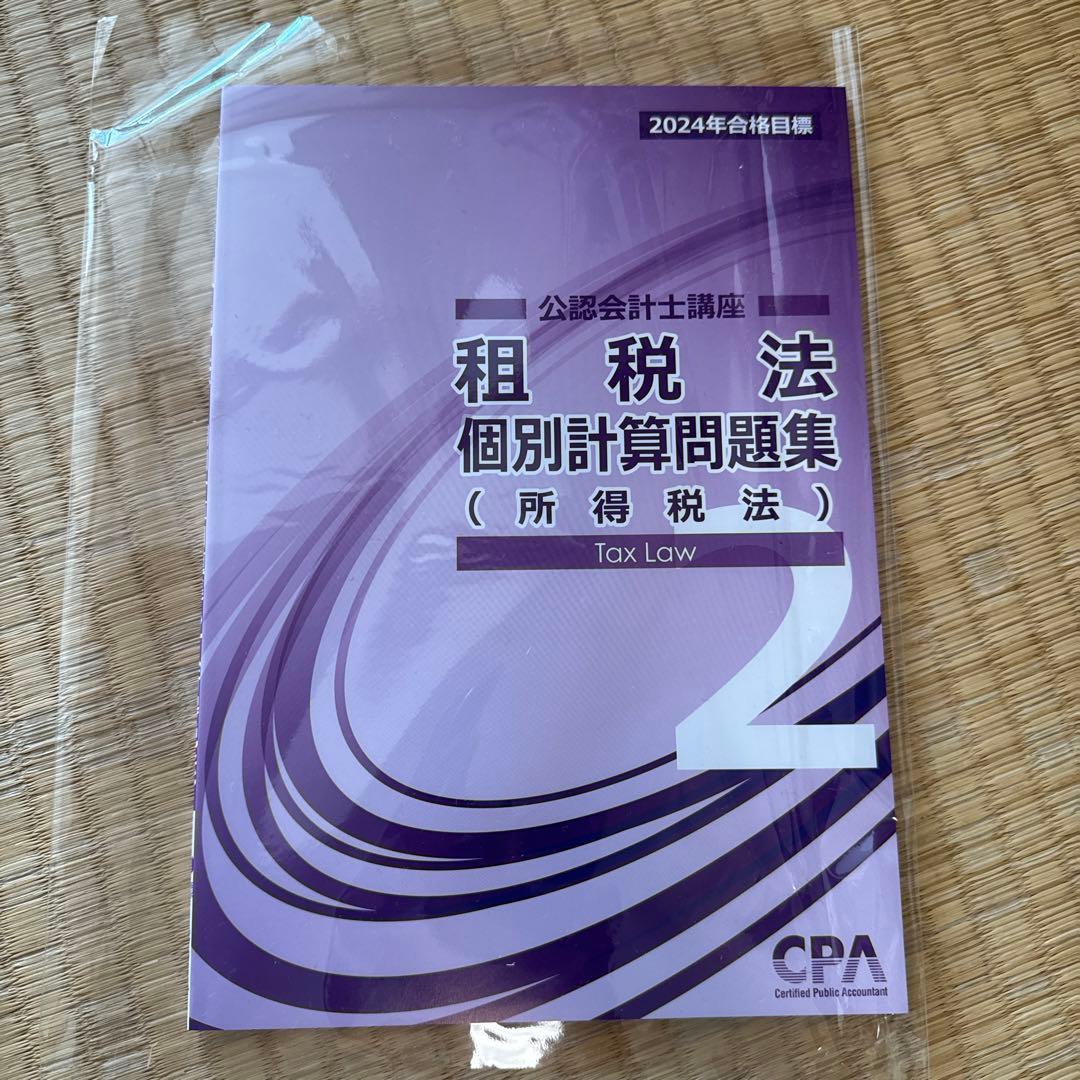 2024年合格目標
公認会計士講座
租税法
個別計算問題集
(所得税法)
Tax Law
2
CPA
Certified Public Accountant